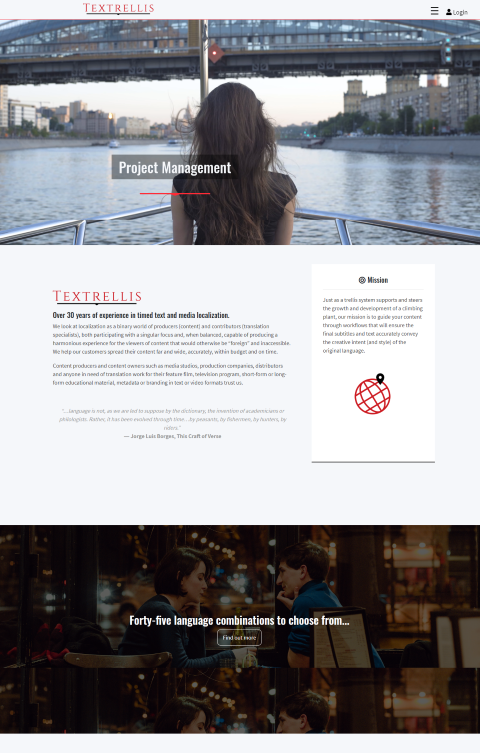 TEXTRELLIS
Login
Project Management
Mission
Just as a trellis system supports and steers
the growth and development of a climbing
plant, our mission is to guide your content
through workflows that will ensure the
final subtitles and text accurately convey
the creative intent (and style) of the
original language.
TEXTRELLIS
Over 30 years of experience in timed text and media localization.
We look at localization as a binary world of producers (content) and contributors (translation
specialists), both participating with a singular focus and, when balanced, capable of producing a
harmonious experience for the viewers of content that would otherwise be "foreign" and inaccessible.
We help our customers spread their content far and wide, accurately, within budget and on time.
Content producers and content owners such as media studios, production companies, distributors
and anyone in need of translation work for their feature film, television program, short-form or long-
form educational material, metadata or branding in text or video formats trust us.
"... language is not, as we are led to suppose by the dictionary, the invention of academicians or
philologists. Rather, it has been evolved through time... by peasants, by fishermen, by hunters, by
riders."
— Jorge Luis Borges, This Craft of Verse
Forty-five language combinations to choose from...
Find out more